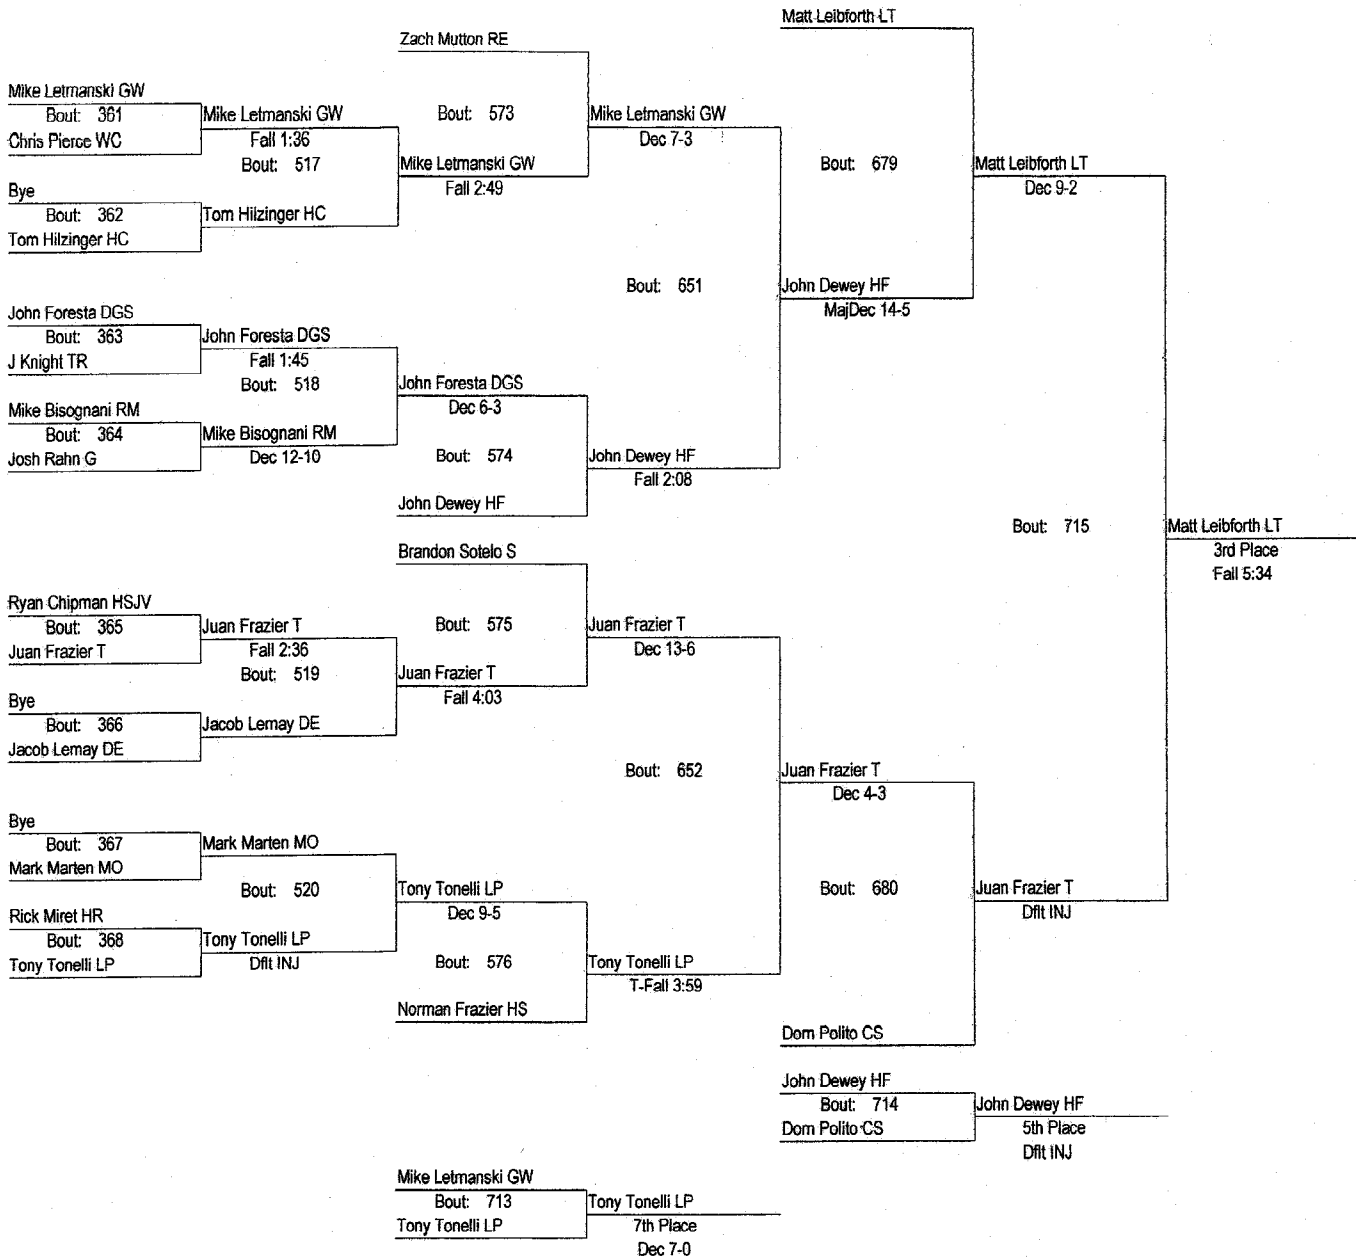 Matt Leibforth LT
Zach Mutton RE
Mike Letmanski GW
Bout: 361
Chris Pierce WC
Mike Letmanski GW
Fall 1:36
Bout: 517
Bout: 573
Mike Letmanski GW
Dec 7-3
Mike Letmanski GW
Fall 2:49
Bout: 679
Matt Leibforth LT
Dec 9-2
Bye
Bout: 362
Tom Hilzinger HC
Tom Hilzinger HC
Bout: 651
John Dewey HF
MajDec 14-5
John Foresta DGS
Bout: 363
J Knight TR
John Foresta DGS
Fall 1:45
Bout: 518
John Foresta DGS
Dec 6-3
Mike Bisognani RM
Bout: 364
Josh Rahn G
Mike Bisognani RM
Dec 12-10
Bout: 574
John Dewey HF
Fall 2:08
John Dewey HF
Bout: 715
Matt Leibforth LT
3rd Place
Fall 5:34
Brandon Sotelo S
Ryan Chipman HSJV
Bout: 365
Juan Frazier T
Juan Frazier T
Fall 2:36
Bout: 519
Bout: 575
Juan Frazier T
Dec 13-6
Juan Frazier T
Fall 4:03
Bye
Bout: 366
Jacob Lemay DE
Jacob Lemay DE
Bout: 652
Juan Frazier T
Dec 4-3
Bye
Bout: 367
Mark Marten MO
Mark Marten MO
Bout: 520
Tony Tonelli LP
Dec 9-5
Bout: 680
Juan Frazier T
Dflt INJ
Rick Miret HR
Bout: 368
Tony Tonelli LP
Tony Tonelli LP
Dflt INJ
Bout: 576
Tony Tonelli LP
T-Fall 3:59
Norman Frazier HS
Dom Polito CS
John Dewey HF
Bout: 714
Dom Polito CS
John Dewey HF
5th Place
Dflt INJ
Mike Letmanski GW
Bout: 713
Tony Tonelli LP
Tony Tonelli LP
7th Place
Dec 7-0